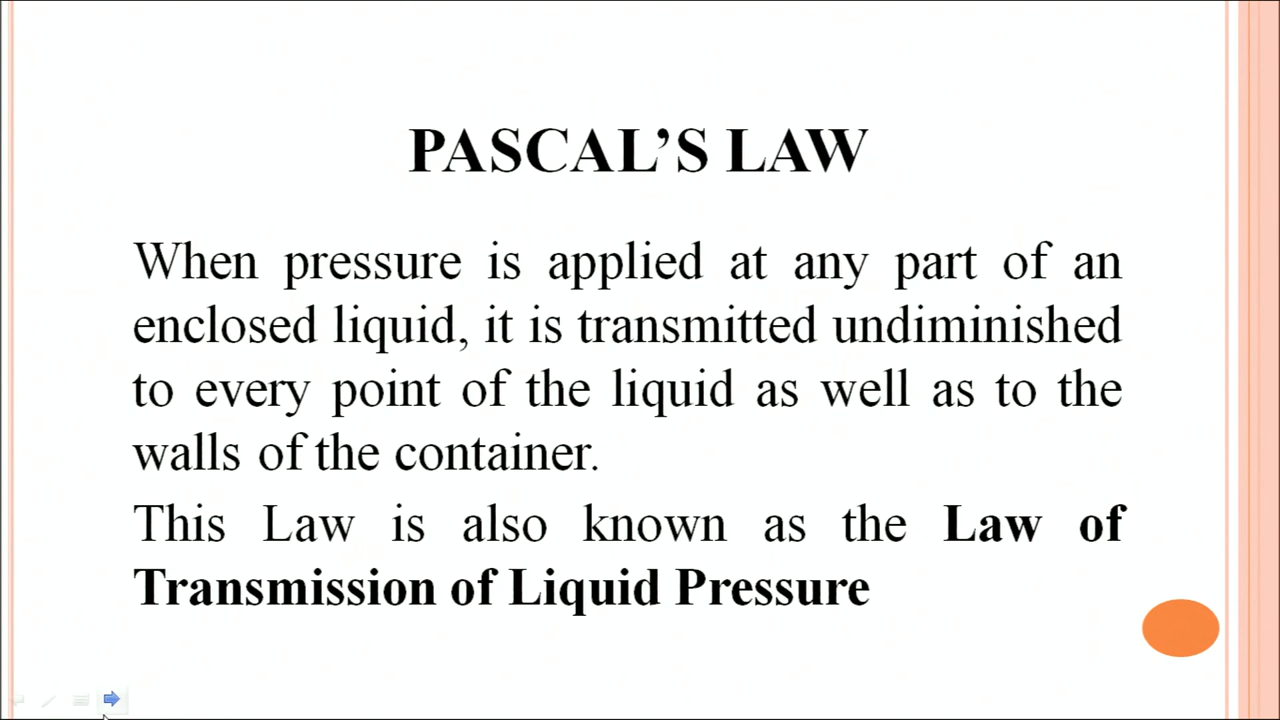 PASCAL’S LAW
When pressure is applied at any part of an
enclosed liquid, it is transmitted undiminished
to every point of the liquid as well as to the
walls of the container.
This Law is also known as the Law of
Transmission of Liquid Pressure